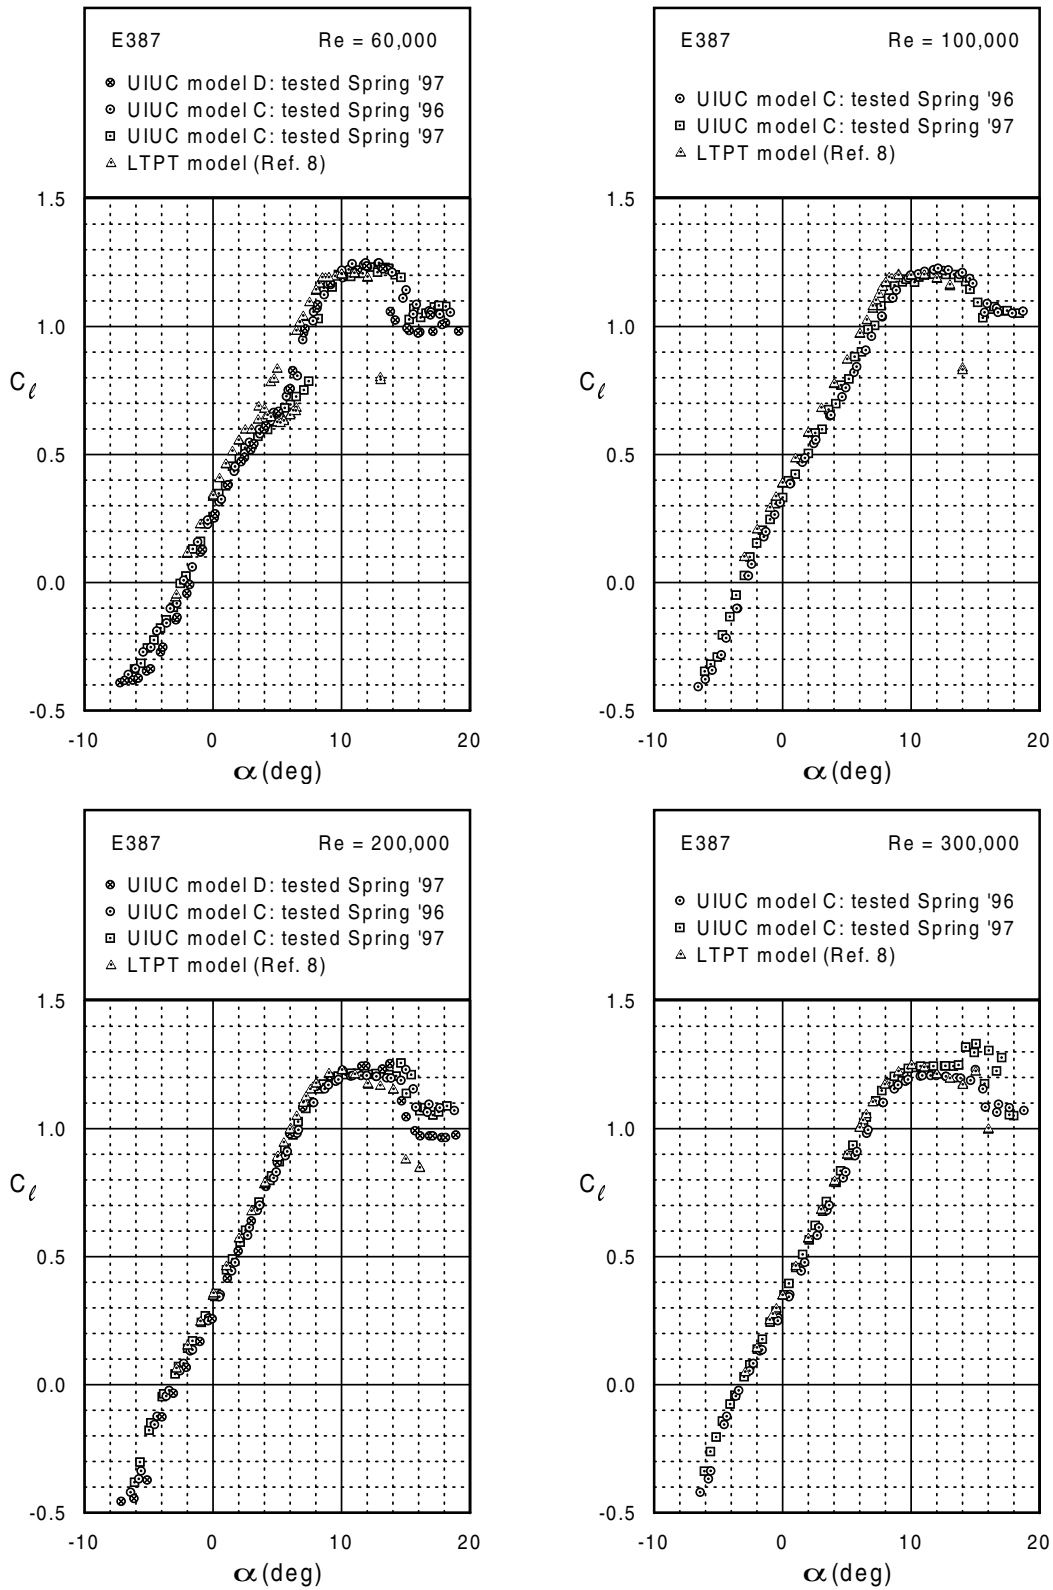 E387 Re = 60,000
UIUC model D: tested Spring '97
UIUC model C: tested Spring '96
UIUC model C: tested Spring '97
LTPT model (Ref. 8)
1.5
1.0
Cℓ
0.5
0.0
-0.5
-10 0 10 20
α (deg)
E387 Re = 100,000
UIUC model C: tested Spring '96
UIUC model C: tested Spring '97
LTPT model (Ref. 8)
1.5
1.0
Cℓ
0.5
0.0
-0.5
-10 0 10 20
α (deg)
E387 Re = 200,000
UIUC model D: tested Spring '97
UIUC model C: tested Spring '96
UIUC model C: tested Spring '97
LTPT model (Ref. 8)
1.5
1.0
Cℓ
0.5
0.0
-0.5
-10 0 10 20
α (deg)
E387 Re = 300,000
UIUC model C: tested Spring '96
UIUC model C: tested Spring '97
LTPT model (Ref. 8)
1.5
1.0
Cℓ
0.5
0.0
-0.5
-10 0 10 20
α (deg)